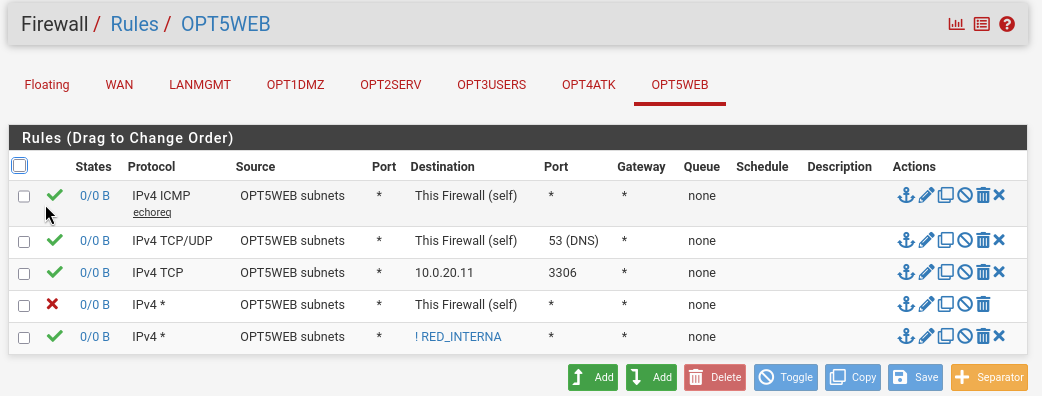 Firewall / Rules / OPT5WEB
Floating WAN LANMGMT OPT1DMZ OPT2SERV OPT3USERS OPT4ATK OPT5WEB
Rules (Drag to Change Order)
States Protocol Source Port Destination Port Gateway Queue Schedule Description Actions
0/0 B IPv4 ICMP OPT5WEB subnets * This Firewall (self) * * none
echoreq
0/0 B IPv4 TCP/UDP OPT5WEB subnets * This Firewall (self) 53 (DNS) * none
0/0 B IPv4 TCP OPT5WEB subnets * 10.0.20.11 3306 * none
0/0 B IPv4 * OPT5WEB subnets * This Firewall (self) * * none
0/0 B IPv4 * OPT5WEB subnets * ! RED_INTERNA * * none
Add Add Delete Toggle Copy Save Separator